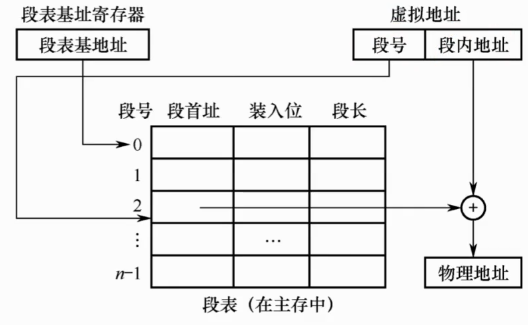 段表基址寄存器
虚拟地址
段表基地址
段号
段内地址
段号
段首址
装入位
段长
0
1
2
+
⋮
…
n-1
物理地址
段表（在主存中）